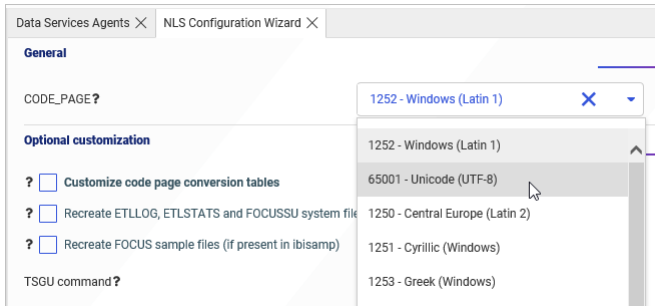 Data Services Agents
NLS Configuration Wizard
General
CODE_PAGE?
1252 - Windows (Latin 1)
1252 - Windows (Latin 1)
65001 - Unicode (UTF-8)
1250 - Central Europe (Latin 2)
1251 - Cyrillic (Windows)
1253 - Greek (Windows)
Optional customization
? Customize code page conversion tables
? Recreate ETLLOG, ETLSTATS and FOCUSSU system file
? Recreate FOCUS sample files (if present in ibisamp)
TSGU command?